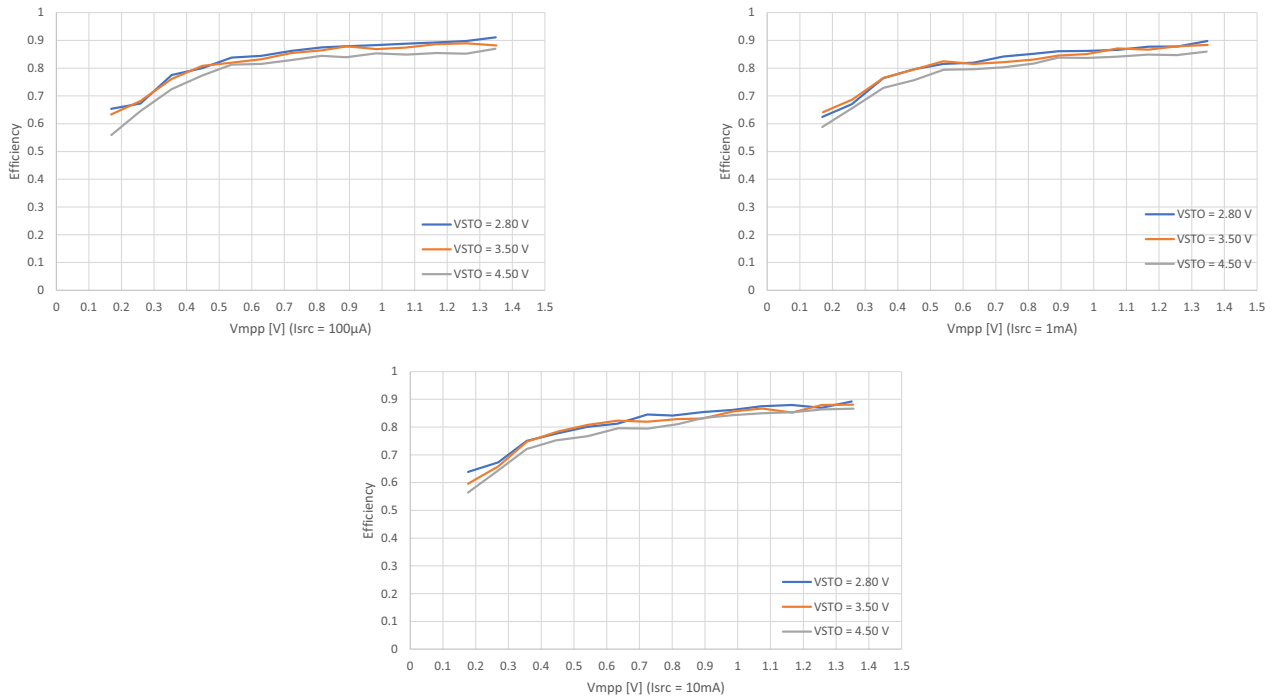 1
0.9
0.8
0.7
0.6
0.5
0.4
0.3
0.2
0.1
0
Efficiency
VSTO = 2.80 V
VSTO = 3.50 V
VSTO = 4.50 V
0 0.1 0.2 0.3 0.4 0.5 0.6 0.7 0.8 0.9 1 1.1 1.2 1.3 1.4 1.5
Vmpp [V] (Isrc = 100µA)
1
0.9
0.8
0.7
0.6
0.5
0.4
0.3
0.2
0.1
0
Efficiency
VSTO = 2.80 V
VSTO = 3.50 V
VSTO = 4.50 V
0 0.1 0.2 0.3 0.4 0.5 0.6 0.7 0.8 0.9 1 1.1 1.2 1.3 1.4 1.5
Vmpp [V] (Isrc = 1mA)
1
0.9
0.8
0.7
0.6
0.5
0.4
0.3
0.2
0.1
0
Efficiency
VSTO = 2.80 V
VSTO = 3.50 V
VSTO = 4.50 V
0 0.1 0.2 0.3 0.4 0.5 0.6 0.7 0.8 0.9 1 1.1 1.2 1.3 1.4 1.5
Vmpp [V] (Isrc = 10mA)